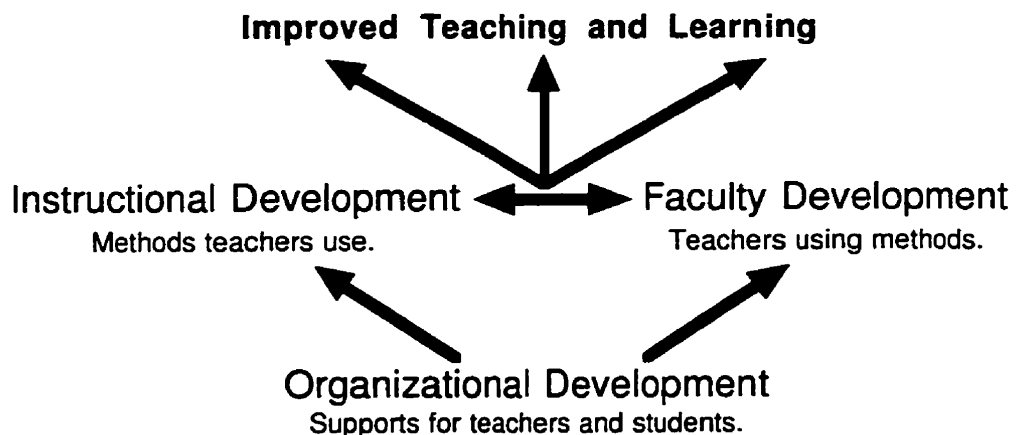 Improved Teaching and Learning
Instructional Development
Faculty Development
Methods teachers use.
Teachers using methods.
Organizational Development
Supports for teachers and students.